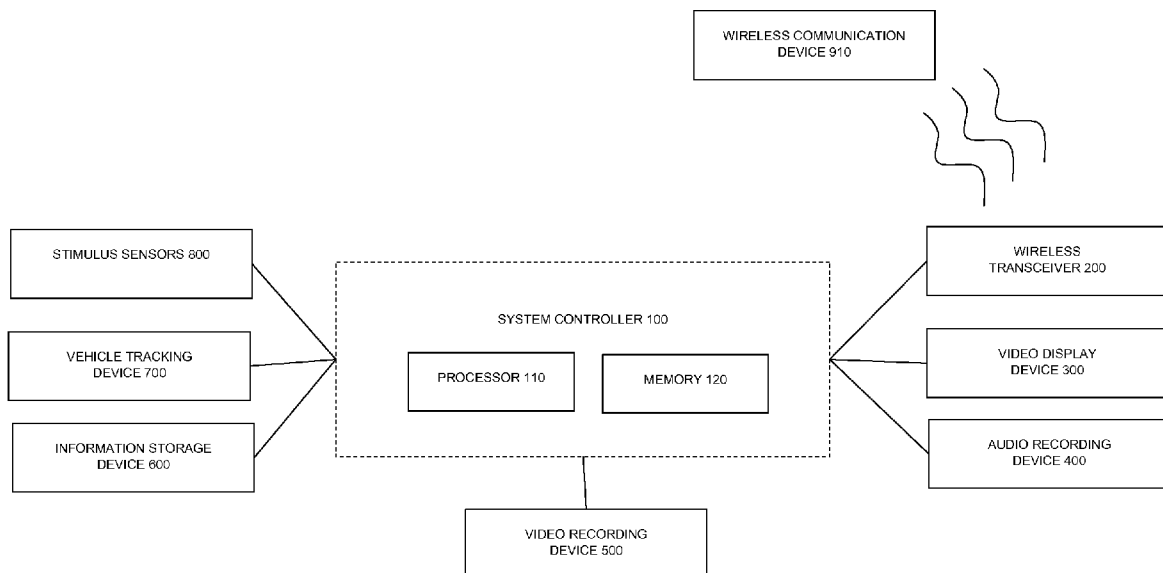 WIRELESS COMMUNICATION
DEVICE 910
STIMULUS SENSORS 800
WIRELESS
TRANSCEIVER 200
SYSTEM CONTROLLER 100
VEHICLE TRACKING
DEVICE 700
PROCESSOR 110
MEMORY 120
VIDEO DISPLAY
DEVICE 300
INFORMATION STORAGE
DEVICE 600
AUDIO RECORDING
DEVICE 400
VIDEO RECORDING
DEVICE 500